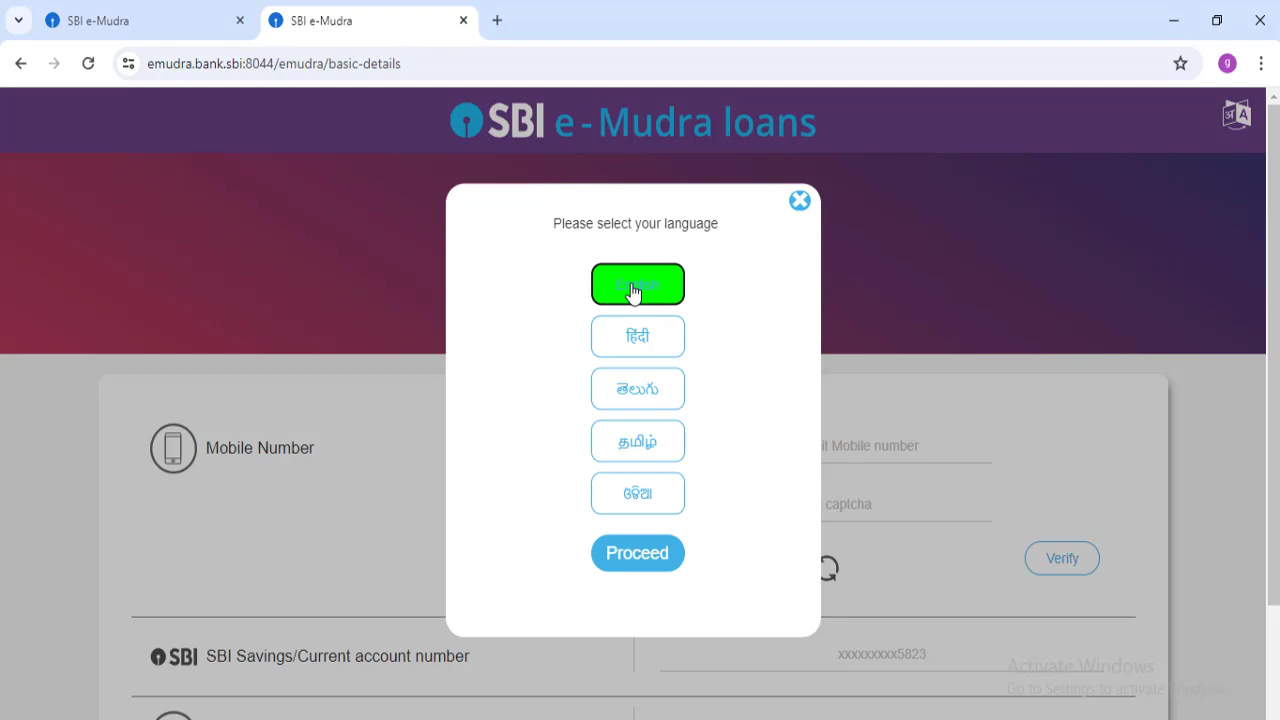 SBI e-Mudra
SBI e-Mudra
emudra.bank.sbi:8044/emudra/basic-details
g
SBI e-Mudra loans
अ A
Please select your language
हिंदी
తెలుగు
தமிழ்
ଓଡ଼ିଆ
Proceed
Mobile Number
Mobile number
captcha
Verify
SBI SBI Savings/Current account number
xxxxxxxxx5823
Activate Windows
Go to Settings to activate Windows.